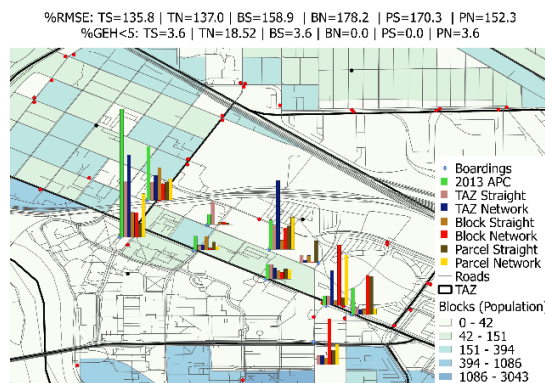 %RMSE: TS=135.8 | TN=137.0 | BS=158.9 | BN=178.2 | PS=170.3 | PN=152.3
%GEH<5: TS=3.6 | TN=18.52 | BS=3.6 | BN=0.0 | PS=0.0 | PN=3.6
Boardings
2013 APC
TAZ Straight
TAZ Network
Block Straight
Block Network
Parcel Straight
Parcel Network
Roads
TAZ
Blocks (Population)
0 - 42
42 - 151
151 - 394
394 - 1086
1086 - 3043